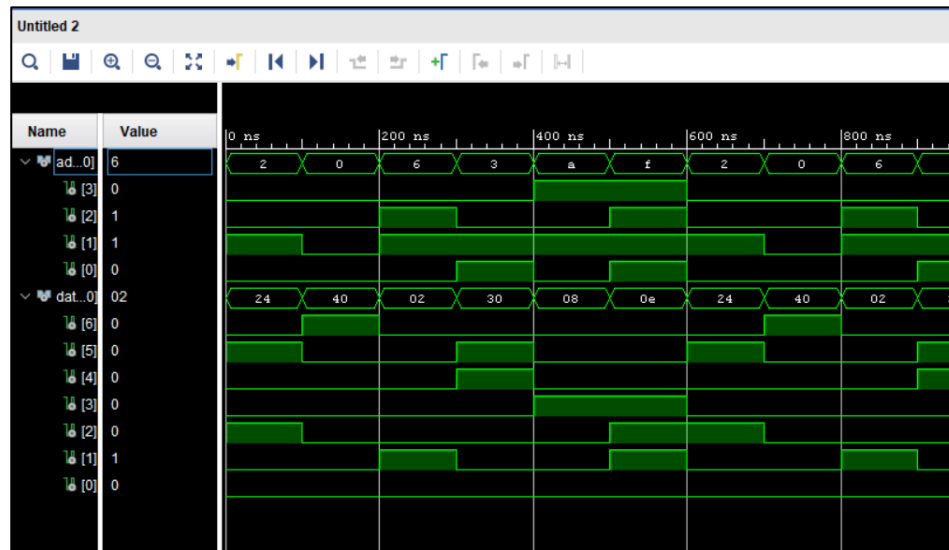 Untitled 2
Name Value 0 ns 200 ns 400 ns 600 ns 800 ns
ad...0] 6 2 0 6 3 a f 2 0 6
[3] 0
[2] 1
[1] 1
[0] 0
dat...0] 02 24 40 02 30 08 0e 24 40 02
[6] 0
[5] 0
[4] 0
[3] 0
[2] 0
[1] 1
[0] 0